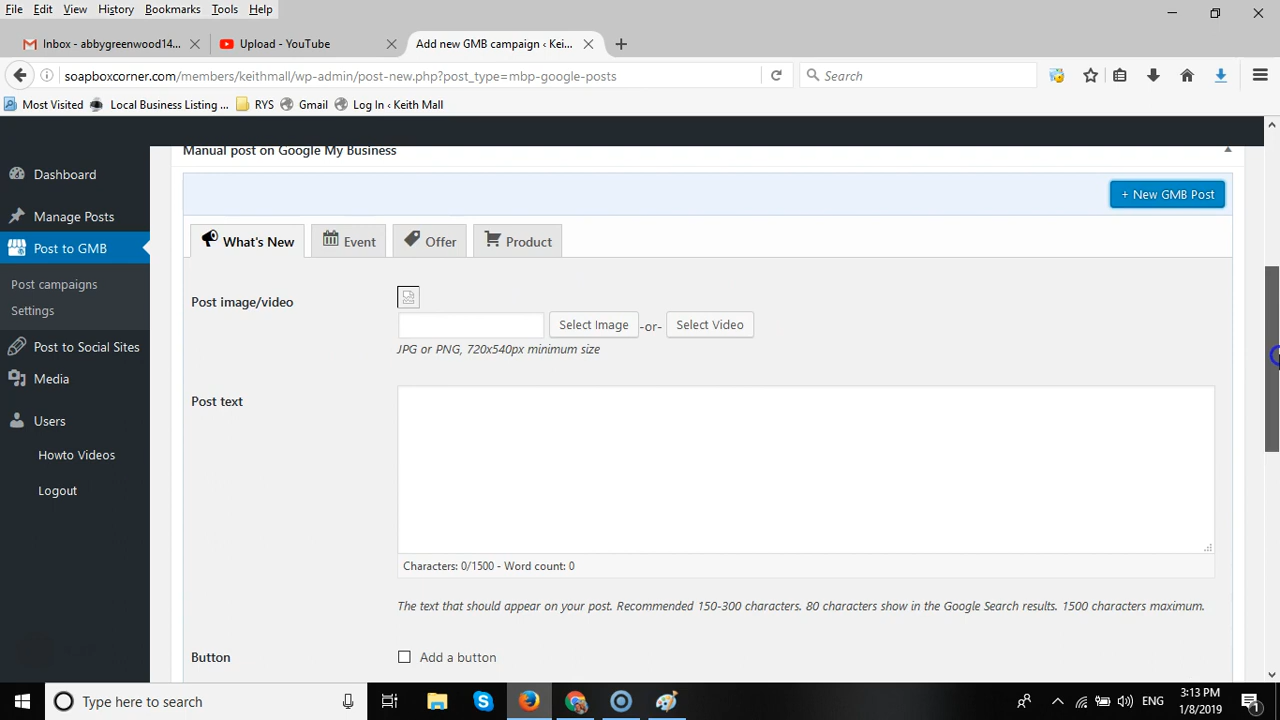 File Edit View History Bookmarks Tools Help
Inbox - abbygreenwood14...
Upload - YouTube
Add new GMB campaign ‹ Kei...
soapboxcorner.com/members/keithmall/wp-admin/post-new.php?post_type=mbp-google-posts
Search
Most Visited
Local Business Listing ...
RYS
Gmail
Log In ‹ Keith Mall
Dashboard
Manage Posts
Post to GMB
Post campaigns
Settings
Post to Social Sites
Media
Users
Howto Videos
Logout
Manual post on Google My Business
+ New GMB Post
What's New
Event
Offer
Product
Post image/video
Select Image -or- Select Video
JPG or PNG, 720x540px minimum size
Post text
Characters: 0/1500 - Word count: 0
The text that should appear on your post. Recommended 150-300 characters. 80 characters show in the Google Search results. 1500 characters maximum.
Button
Add a button
Type here to search
ENG
3:13 PM
1/8/2019
1